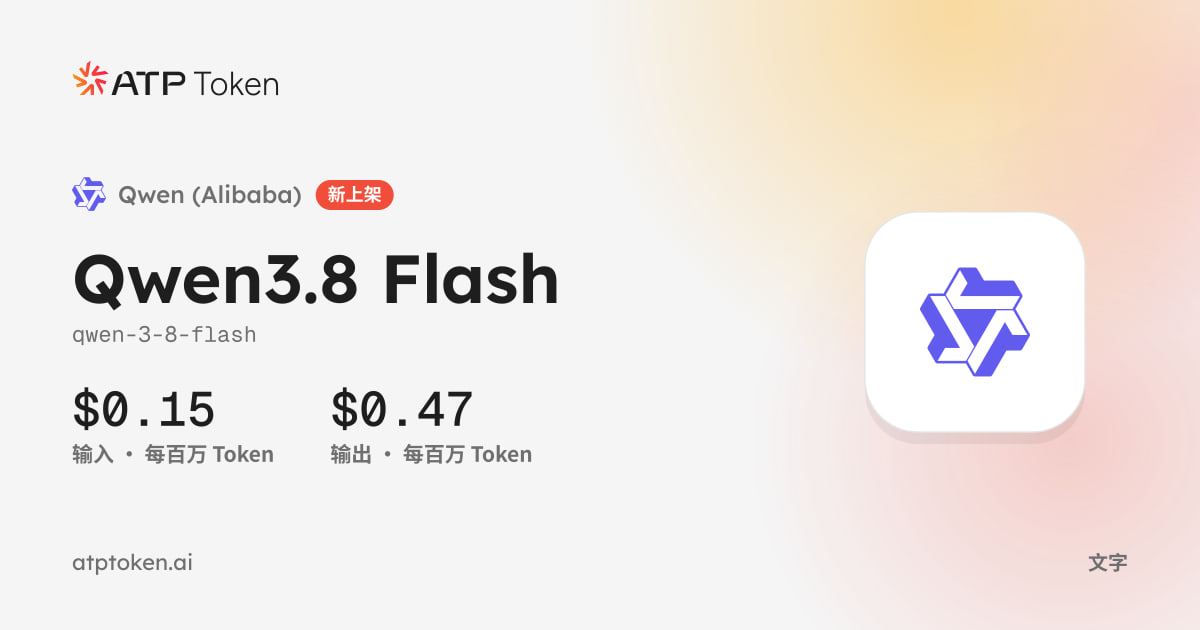 ATP Token
Qwen (Alibaba) 新上架
Qwen3.8 Flash
qwen-3-8-flash
$0.15 $0.47
输入 · 每百万 Token 输出 · 每百万 Token
atptoken.ai 文字